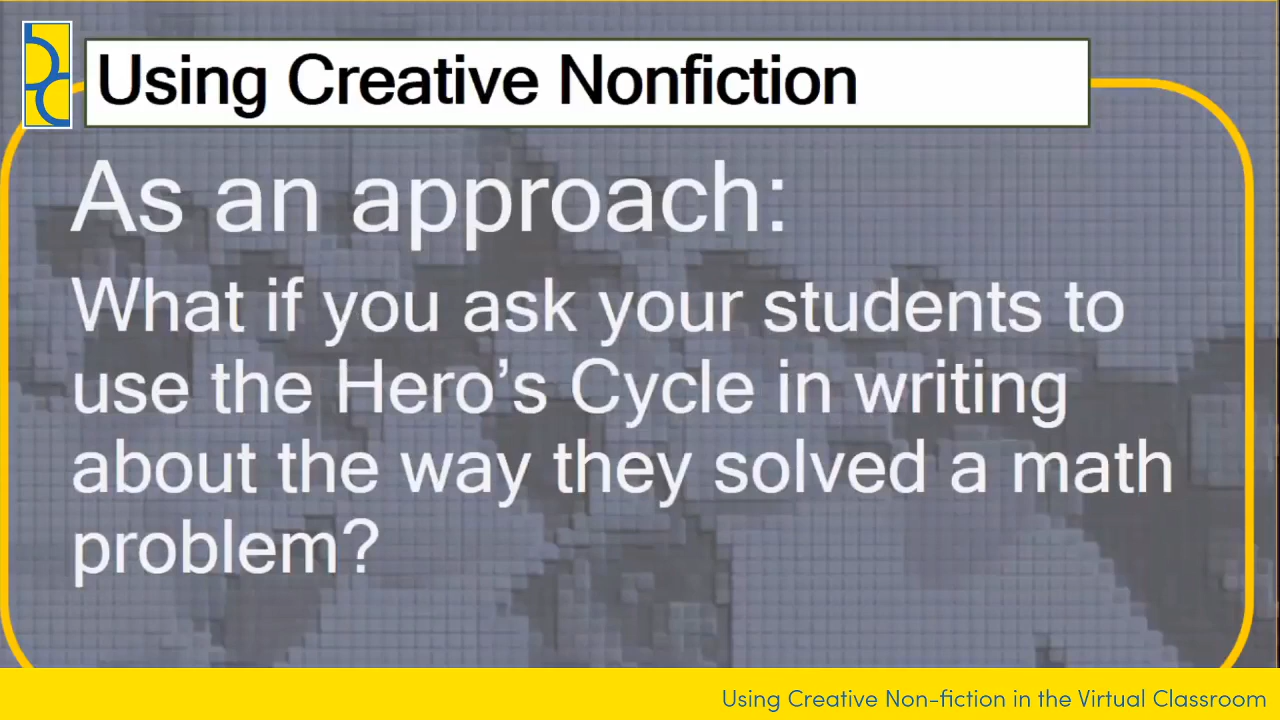 Using Creative Nonfiction
As an approach:
What if you ask your students to
use the Hero’s Cycle in writing
about the way they solved a math
problem?
Using Creative Non-fiction in the Virtual Classroom